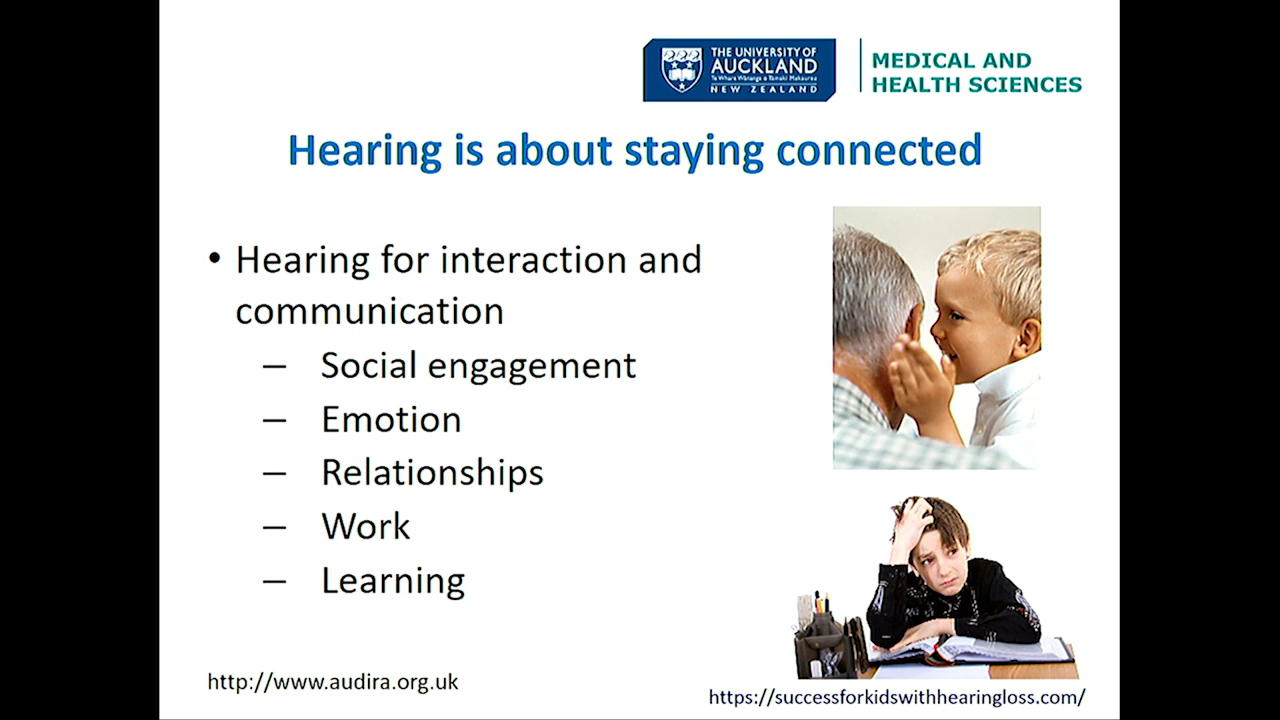 THE UNIVERSITY OF
AUCKLAND
Te Whare Wānanga o Tāmaki Makaurau
NEW ZEALAND
MEDICAL AND
HEALTH SCIENCES
Hearing is about staying connected
• Hearing for interaction and
communication
– Social engagement
– Emotion
– Relationships
– Work
– Learning
http://www.audira.org.uk
https://successforkidswithhearingloss.com/